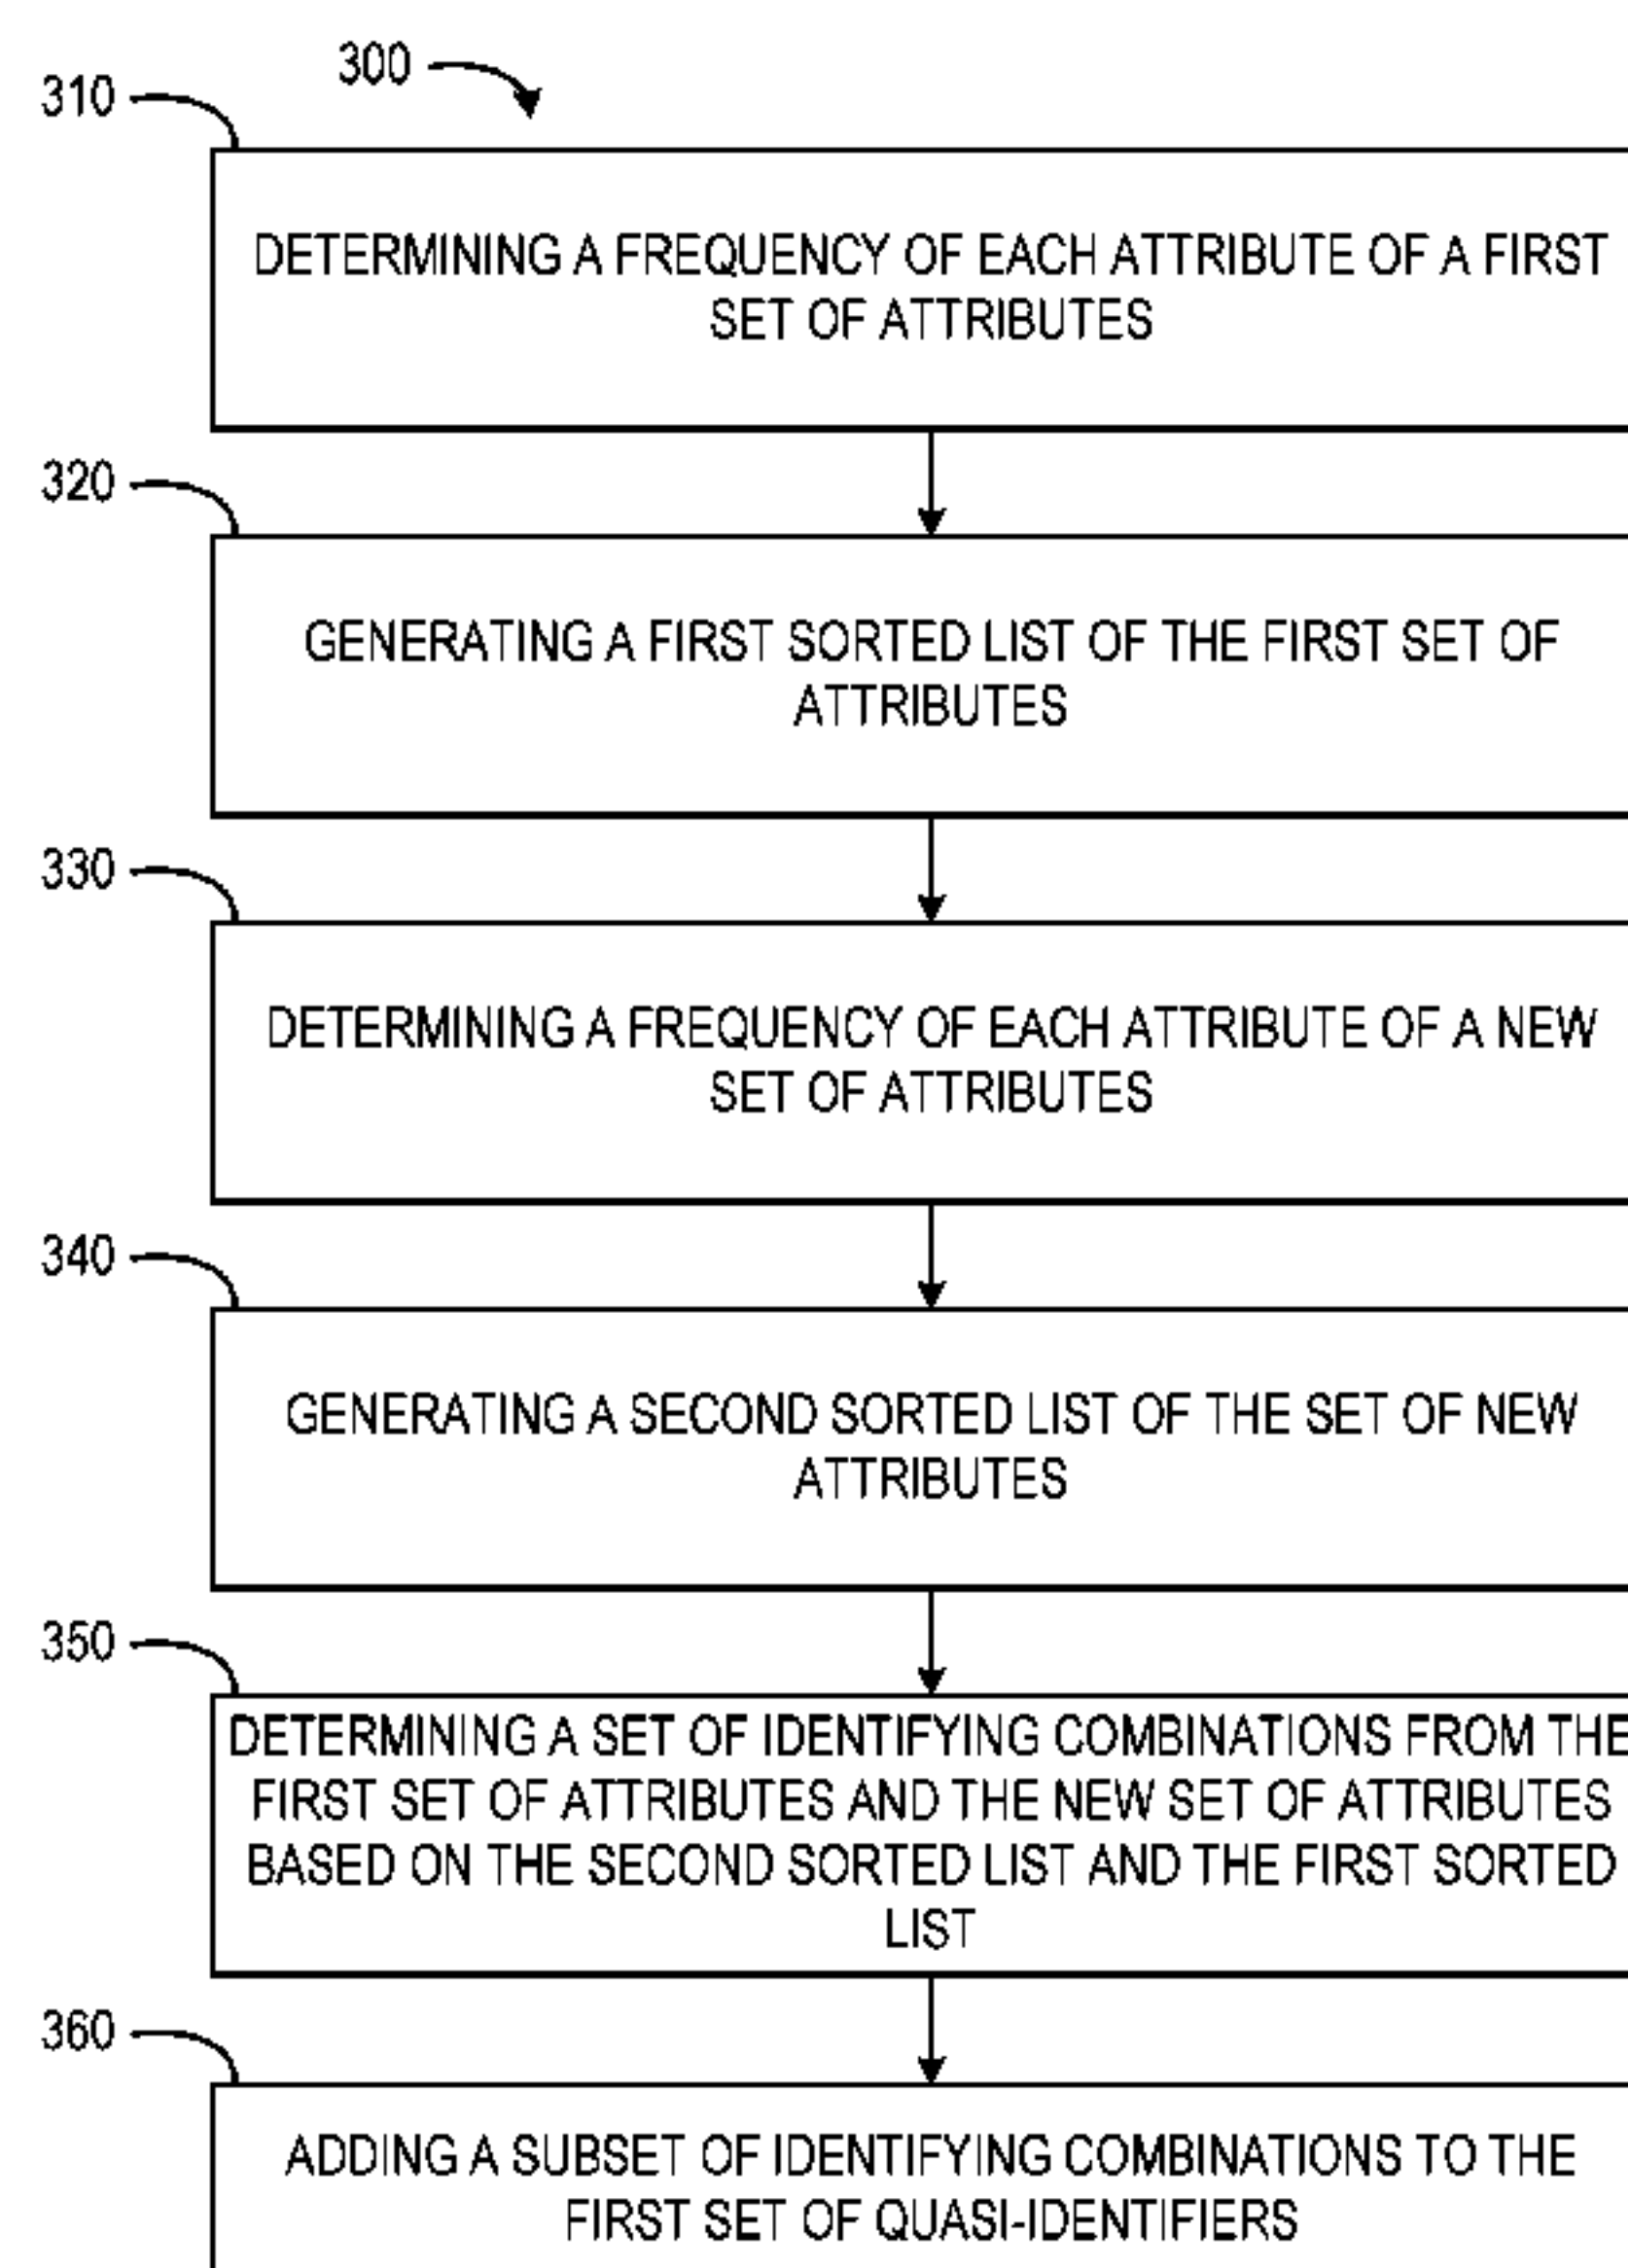 300
310
DETERMINING A FREQUENCY OF EACH ATTRIBUTE OF A FIRST
SET OF ATTRIBUTES
320
GENERATING A FIRST SORTED LIST OF THE FIRST SET OF
ATTRIBUTES
330
DETERMINING A FREQUENCY OF EACH ATTRIBUTE OF A NEW
SET OF ATTRIBUTES
340
GENERATING A SECOND SORTED LIST OF THE SET OF NEW
ATTRIBUTES
350
DETERMINING A SET OF IDENTIFYING COMBINATIONS FROM THE
FIRST SET OF ATTRIBUTES AND THE NEW SET OF ATTRIBUTES
BASED ON THE SECOND SORTED LIST AND THE FIRST SORTED
LIST
360
ADDING A SUBSET OF IDENTIFYING COMBINATIONS TO THE
FIRST SET OF QUASI-IDENTIFIERS